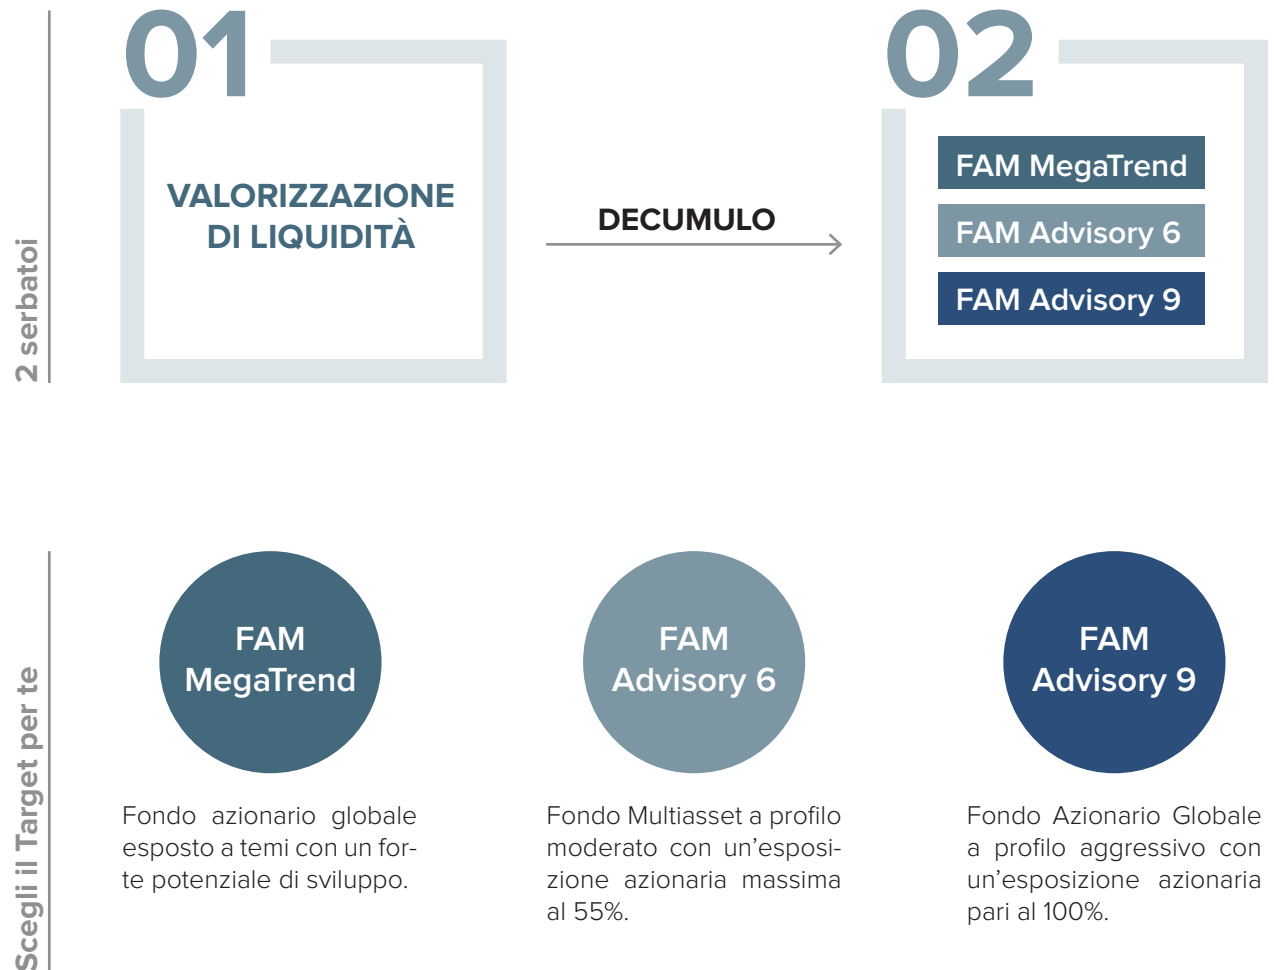 2 serbatoi
01
VALORIZZAZIONE
DI LIQUIDITÀ
DECUMULO
02
FAM MegaTrend
FAM Advisory 6
FAM Advisory 9
Scegli il Target per te
FAM
MegaTrend
Fondo azionario globale
esposto a temi con un for-
te potenziale di sviluppo.
FAM
Advisory 6
Fondo Multiasset a profilo
moderato con un’esposi-
zione azionaria massima
al 55%.
FAM
Advisory 9
Fondo Azionario Globale
a profilo aggressivo con
un’esposizione azionaria
pari al 100%.